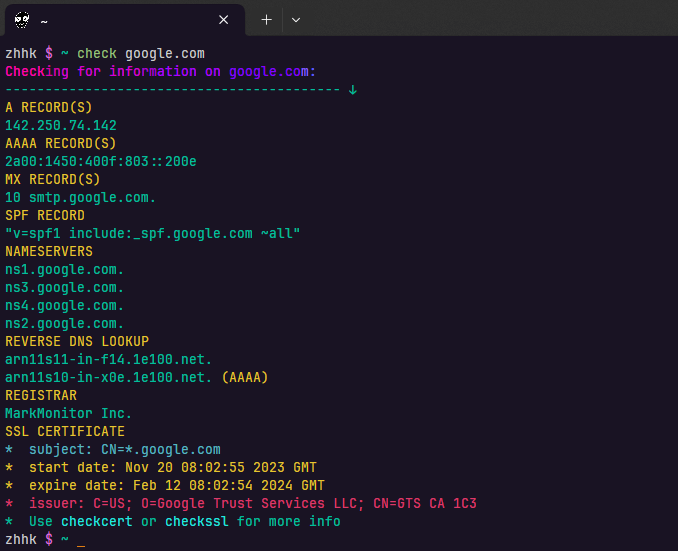 ~
zhhk $ ~ check google.com
Checking for information on google.com:
------------------------------------------ ↓
A RECORD(S)
142.250.74.142
AAAA RECORD(S)
2a00:1450:400f:803::200e
MX RECORD(S)
10 smtp.google.com.
SPF RECORD
"v=spf1 include:_spf.google.com ~all"
NAMESERVERS
ns1.google.com.
ns3.google.com.
ns4.google.com.
ns2.google.com.
REVERSE DNS LOOKUP
arn11s11-in-f14.1e100.net.
arn11s10-in-x0e.1e100.net. (AAAA)
REGISTRAR
MarkMonitor Inc.
SSL CERTIFICATE
*  subject: CN=*.google.com
*  start date: Nov 20 08:02:55 2023 GMT
*  expire date: Feb 12 08:02:54 2024 GMT
*  issuer: C=US; O=Google Trust Services LLC; CN=GTS CA 1C3
*  Use checkcert or checkssl for more info
zhhk $ ~ _